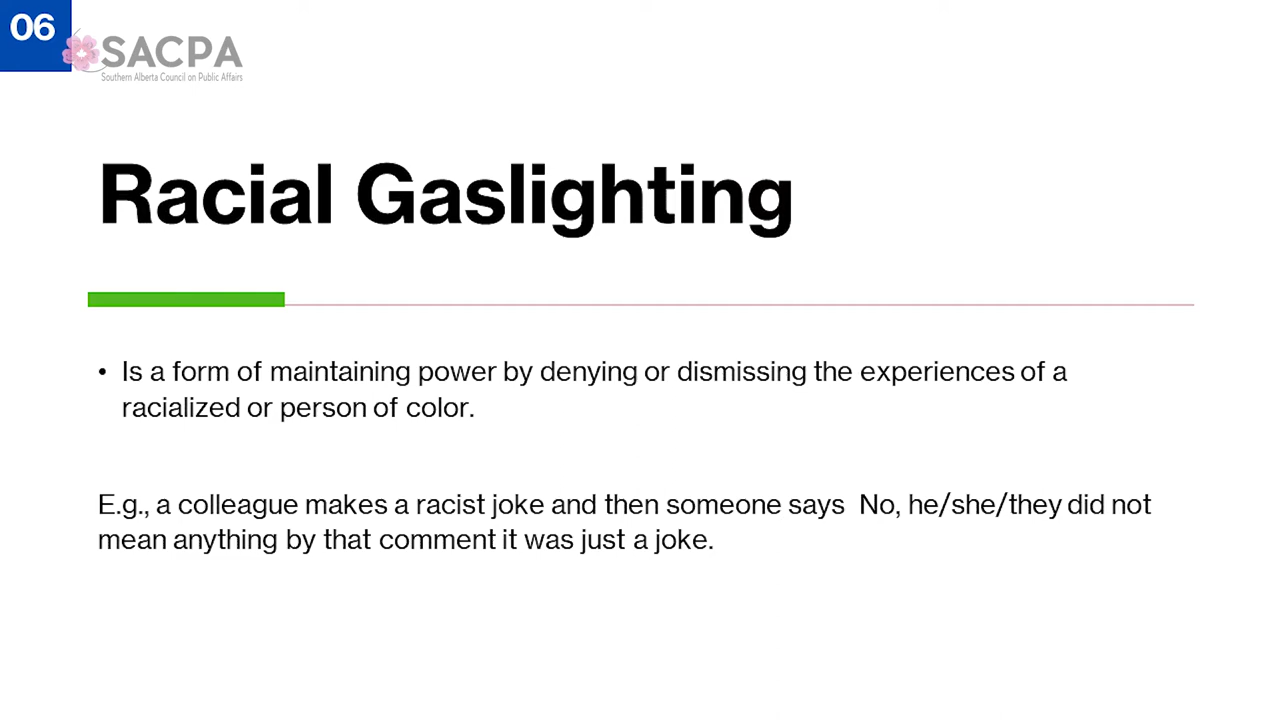 06
SACPA
Southern Alberta Council on Public Affairs
Racial Gaslighting
• Is a form of maintaining power by denying or dismissing the experiences of a
racialized or person of color.
E.g., a colleague makes a racist joke and then someone says  No, he/she/they did not
mean anything by that comment it was just a joke.